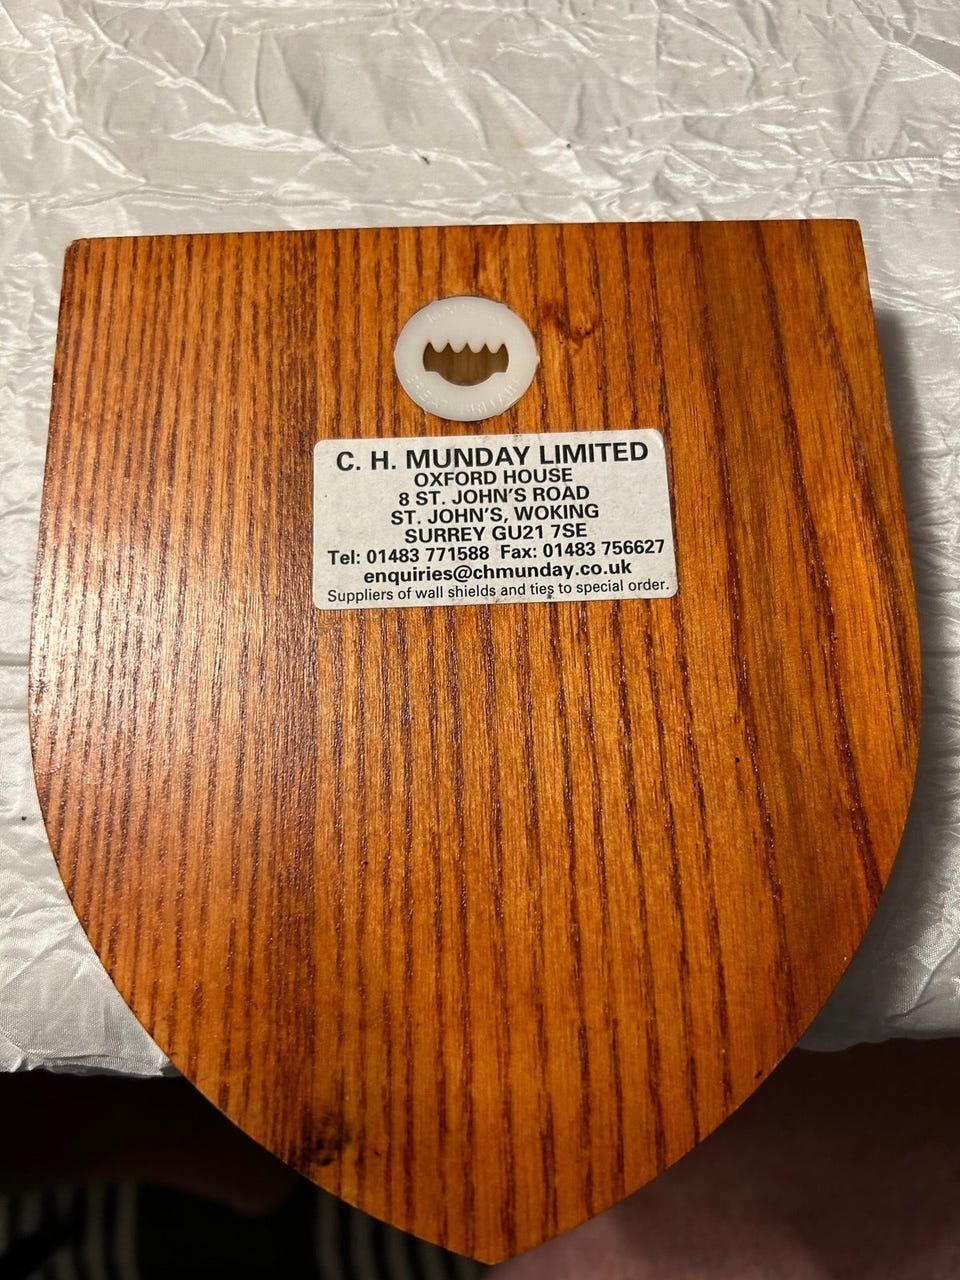 C. H. MUNDAY LIMITED
OXFORD HOUSE
8 ST. JOHN'S ROAD
ST. JOHN'S, WOKING
SURREY GU21 7SE
Tel: 01483 771588 Fax: 01483 756627
enquiries@chmunday.co.uk
Suppliers of wall shields and ties to special order.